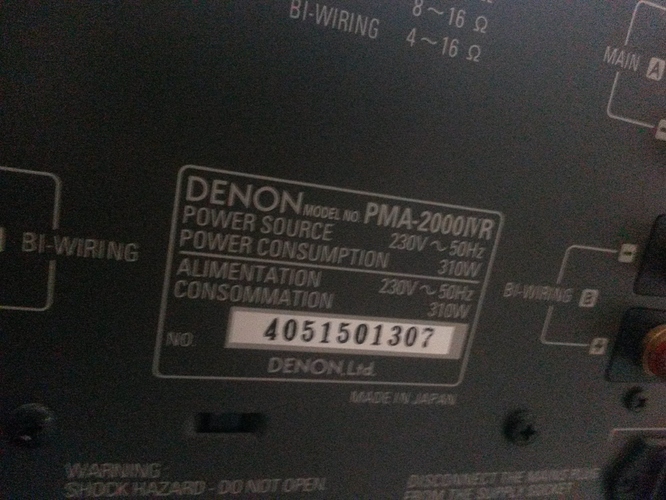 8~16 Ω
BI-WIRING 4~16 Ω
MAIN A
DENON MODEL NO. PMA-2000IVR
POWER SOURCE 230V ~ 50Hz
POWER CONSUMPTION 310W
ALIMENTATION 230V ~ 50Hz
CONSOMMATION 310W
NO. 4051501307
DENON, Ltd.
MADE IN JAPAN
BI-WIRING
BI-WIRING B
WARNING:
SHOCK HAZARD - DO NOT OPEN.
DISCONNECT THE MAINS PLUG
FROM THE SUPPLY SOCKET